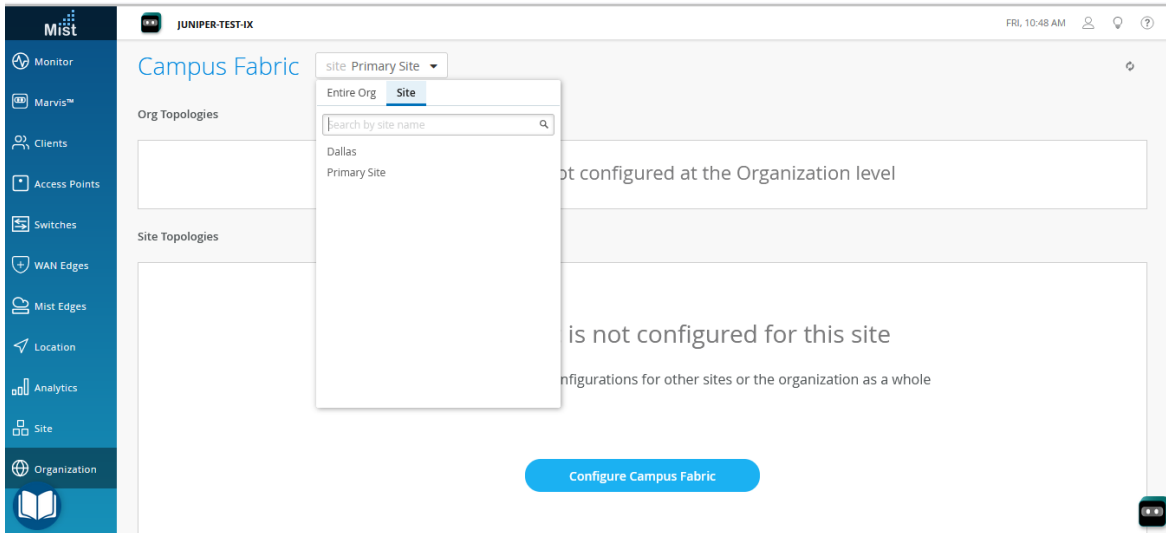 Mist
JUNIPER-TEST-IX
FRI, 10:48 AM
Monitor
Marvis™
Clients
Access Points
Switches
WAN Edges
Mist Edges
Location
Analytics
Site
Organization
Campus Fabric
site Primary Site
Entire Org Site
Search by site name
Dallas
Primary Site
Org Topologies
configured at the Organization level
Site Topologies
is not configured for this site
for other sites or the organization as a whole
Configure Campus Fabric